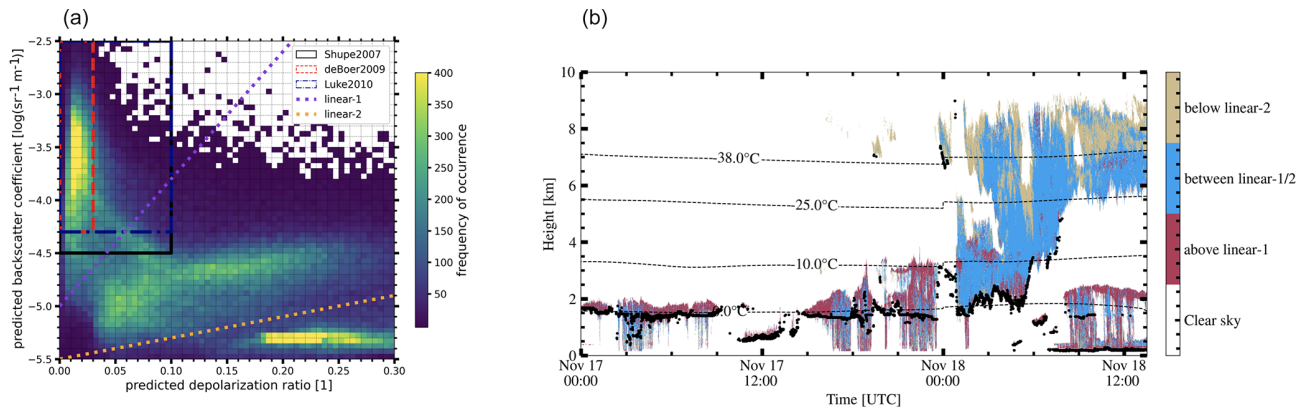 (a)
predicted backscatter coefficient [log(sr-1 m-1)]
-2.5
-3.0
-3.5
-4.0
-4.5
-5.0
-5.5
0.00
0.05
0.10
0.15
0.20
0.25
0.30
predicted depolarization ratio [1]
Shupe2007
deBoer2009
Luke2010
linear-1
linear-2
400
350
300
250
200
150
100
50
frequency of occurrence
(b)
Height [km]
10
8
6
4
2
0
-38.0°C
-25.0°C
-10.0°C
0°C
Nov 17
00:00
Nov 17
12:00
Nov 18
00:00
Nov 18
12:00
Time [UTC]
below linear-2
between linear-1/2
above linear-1
Clear sky